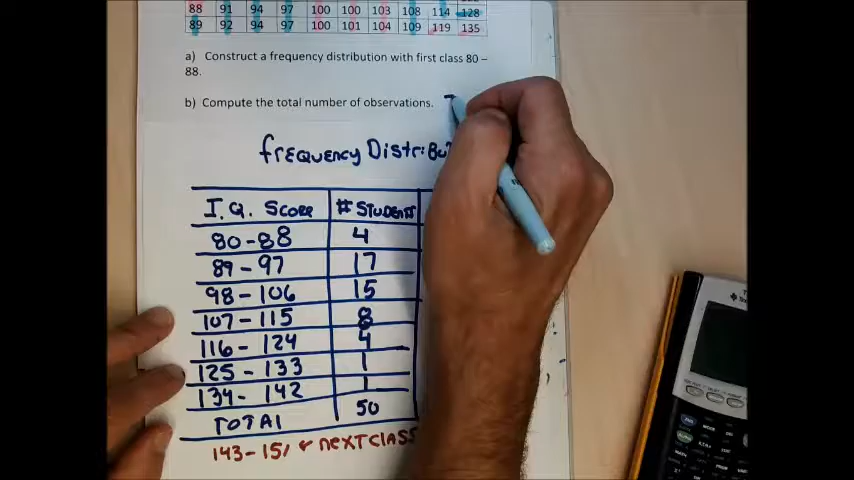 88 91 94 97 100 100 103 108 114 128
89 92 94 97 100 101 104 109 119 135
a) Construct a frequency distribution with first class 80 –
88.
b) Compute the total number of observations.
frequency
I.Q. Score # Student
80-88 4
89-97 17
98-106 15
107-115 8
116-124 4
125-133 1
134-142 1
TOTAl 50
143-151 next class